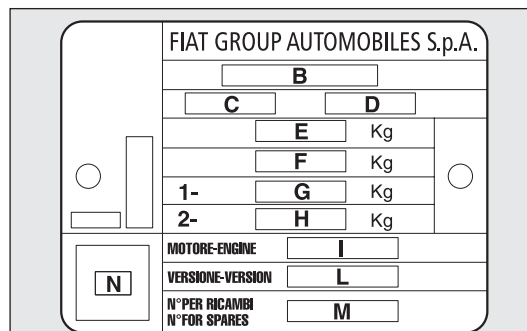 FIAT GROUP AUTOMOBILES S.p.A.
B
C D
E Kg
F Kg
1- G Kg
2- H Kg
MOTORE-ENGINE I
VERSIONE-VERSION L
N
N°PER RICAMBI
N°FOR SPARES M